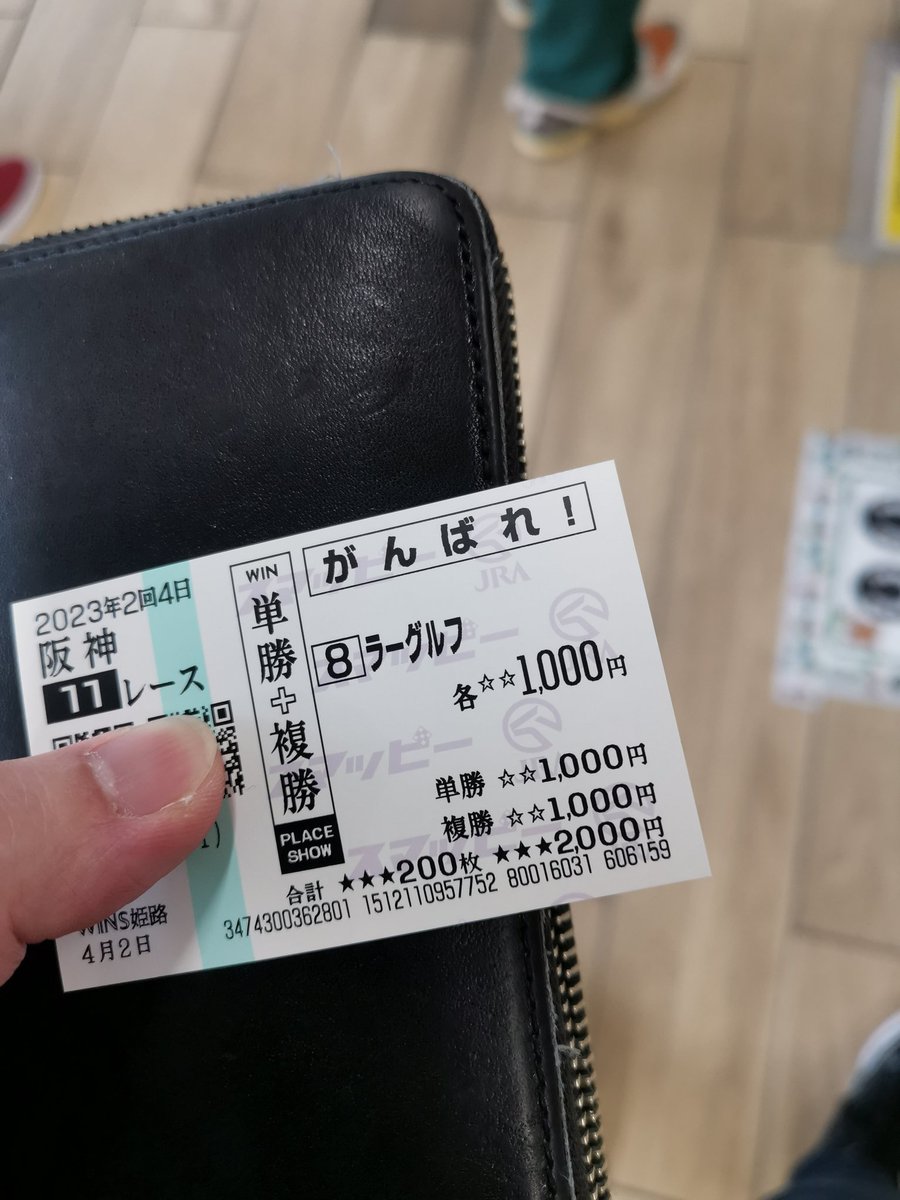 2023年2回4日
阪神
11レース
WINS姫路
4月2日
WIN
単勝+複勝
PLACE
SHOW
がんばれ!
8 ラーグルフ
各☆☆1,000円
単勝 ☆☆1,000円
複勝 ☆☆1,000円
合計 ★★★200枚 ★★★2,000円
3474300362801 1512110957752 80016031 606159
JRA